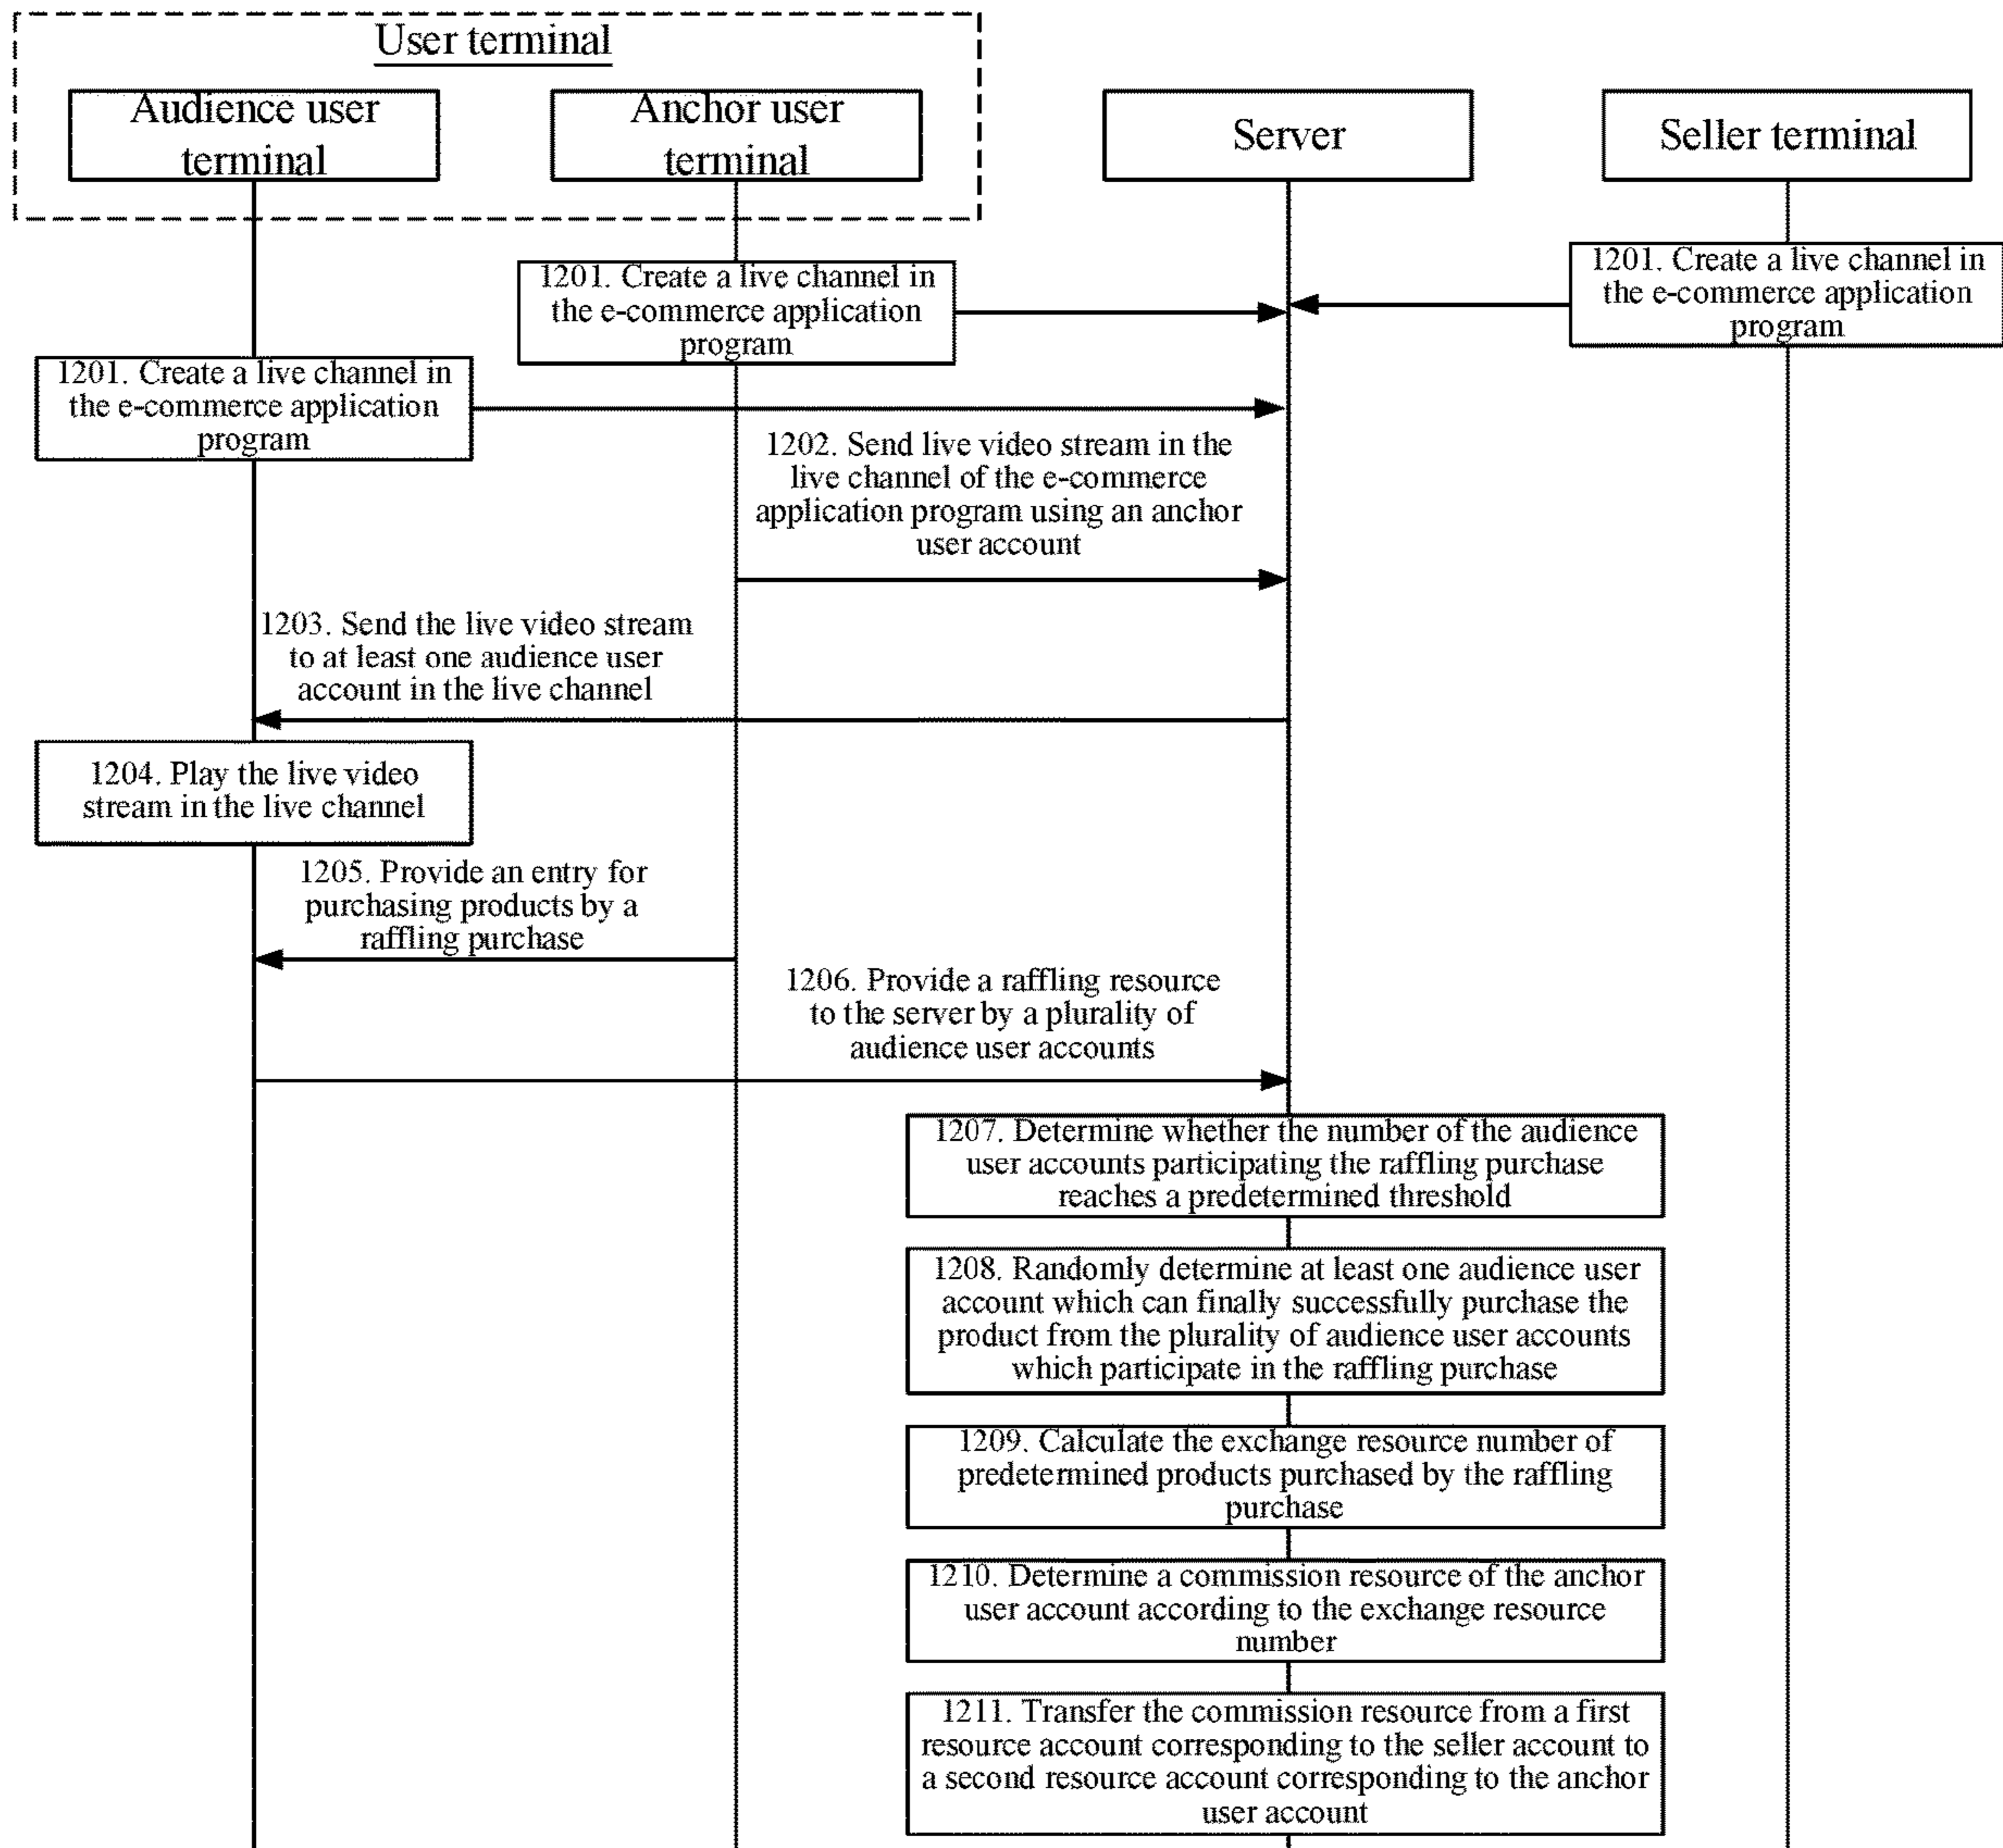 User terminal
Audience user
terminal
Anchor user
terminal
Server
Seller terminal
1201. Create a live channel in
the e-commerce application
program
1201. Create a live channel in
the e-commerce application
program
1201. Create a live channel in
the e-commerce application
program
1202. Send live video stream in the
live channel of the e-commerce
application program using an anchor
user account
1203. Send the live video stream
to at least one audience user
account in the live channel
1204. Play the live video
stream in the live channel
1205. Provide an entry for
purchasing products by a
raffling purchase
1206. Provide a raffling resource
to the server by a plurality of
audience user accounts
1207. Determine whether the number of the audience
user accounts participating the raffling purchase
reaches a predetermined threshold
1208. Randomly determine at least one audience user
account which can finally successfully purchase the
product from the plurality of audience user accounts
which participate in the raffling purchase
1209. Calculate the exchange resource number of
predetermined products purchased by the raffling
purchase
1210. Determine a commission resource of the anchor
user account according to the exchange resource
number
1211. Transfer the commission resource from a first
resource account corresponding to the seller account to
a second resource account corresponding to the anchor
user account